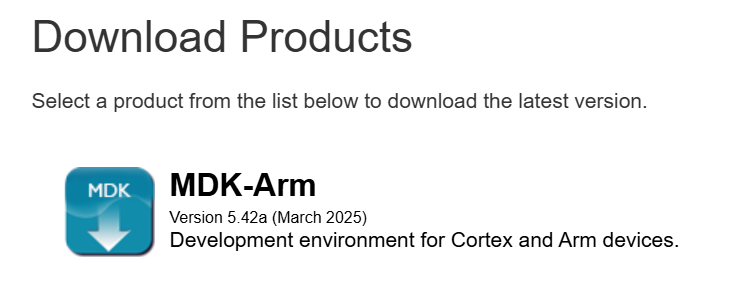 Download Products
Select a product from the list below to download the latest version.
MDK
MDK-Arm
Version 5.42a (March 2025)
Development environment for Cortex and Arm devices.